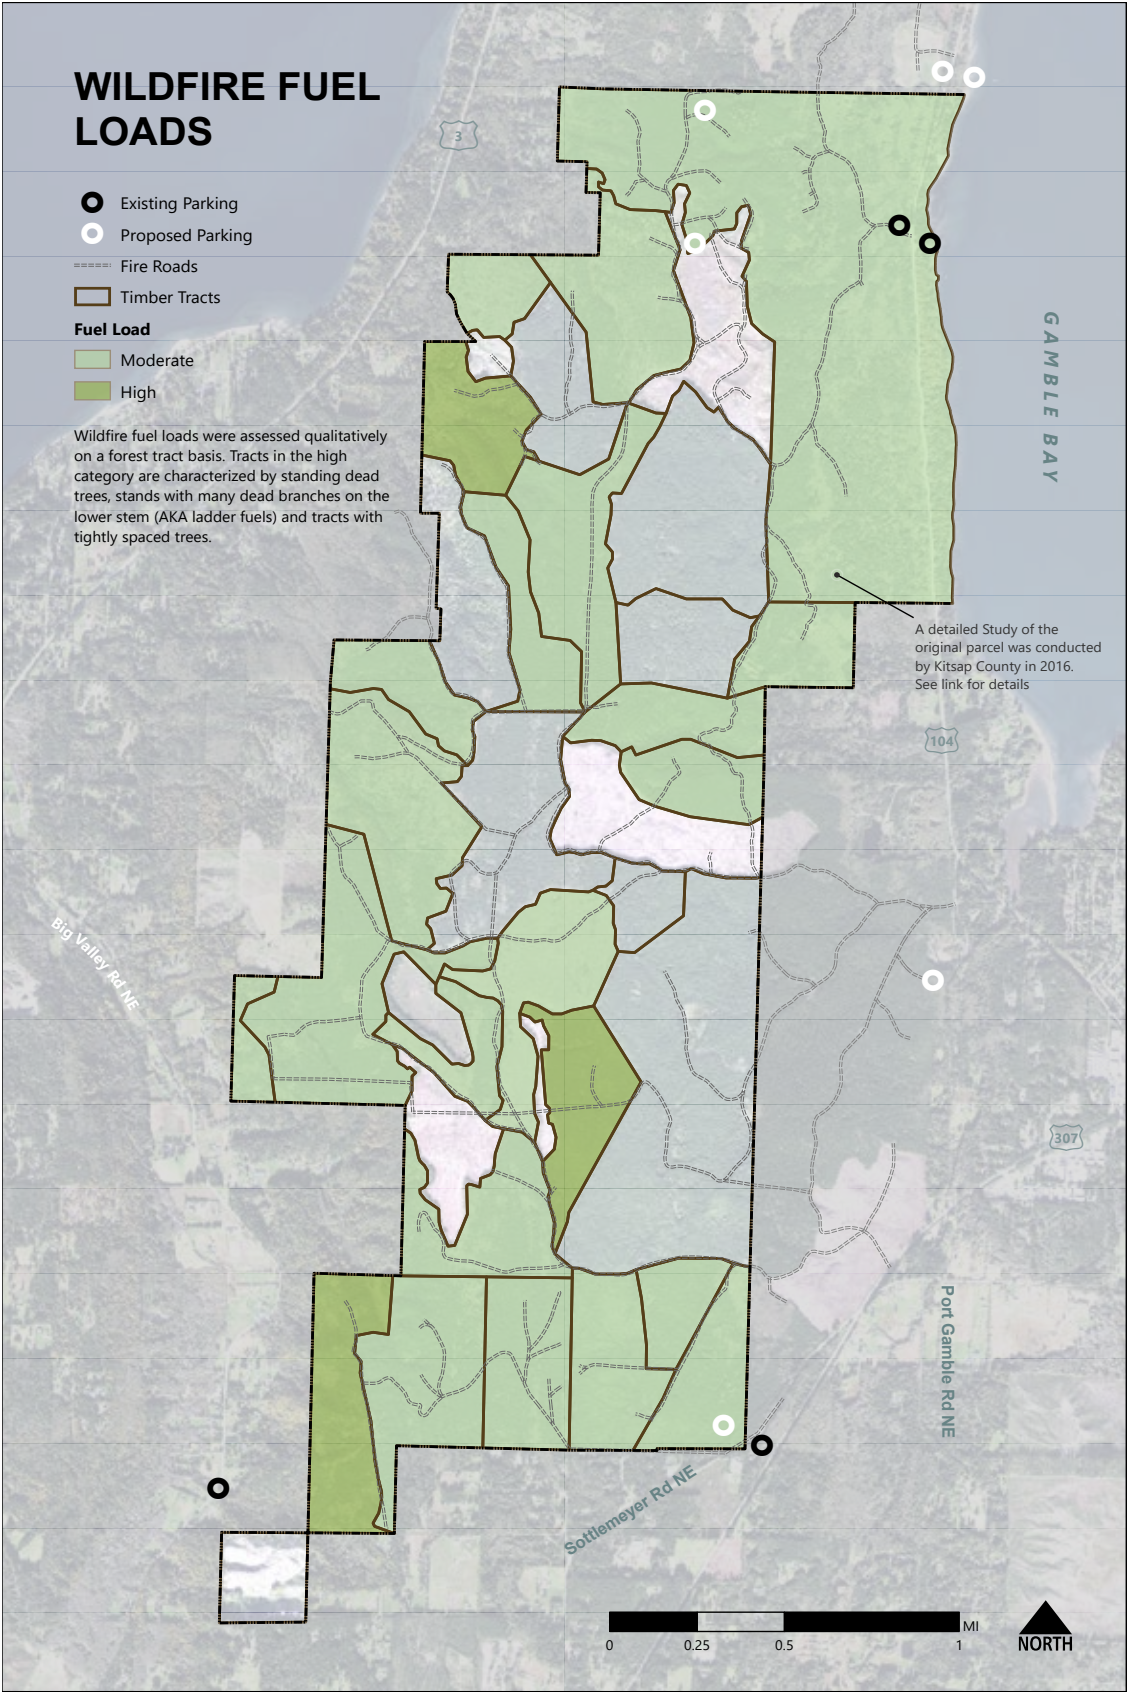 WILDFIRE FUEL
LOADS
3
Existing Parking
Proposed Parking
Fire Roads
Timber Tracts
Fuel Load
Moderate
High
Wildfire fuel loads were assessed qualitatively
on a forest tract basis. Tracts in the high
category are characterized by standing dead
trees, stands with many dead branches on the
lower stem (AKA ladder fuels) and tracts with
tightly spaced trees.
GAMBLE BAY
A detailed Study of the
original parcel was conducted
by Kitsap County in 2016.
See link for details
104
Big Valley Rd NE
307
Port Gamble Rd NE
Sottlemeyer Rd NE
MI
0 0.25 0.5 1
NORTH